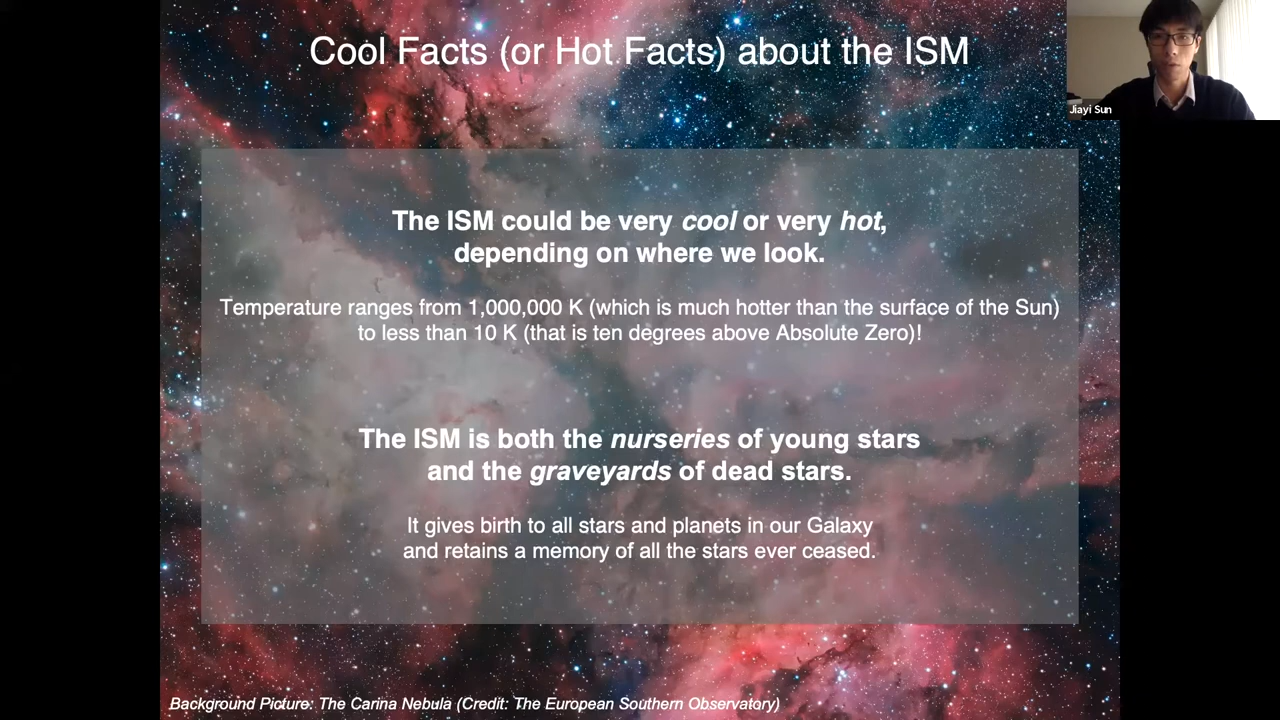 Cool Facts (or Hot Facts) about the ISM
Jiayi Sun
The ISM could be very cool or very hot,
depending on where we look.
Temperature ranges from 1,000,000 K (which is much hotter than the surface of the Sun)
to less than 10 K (that is ten degrees above Absolute Zero)!
The ISM is both the nurseries of young stars
and the graveyards of dead stars.
It gives birth to all stars and planets in our Galaxy
and retains a memory of all the stars ever ceased.
Background Picture: The Carina Nebula (Credit: The European Southern Observatory)